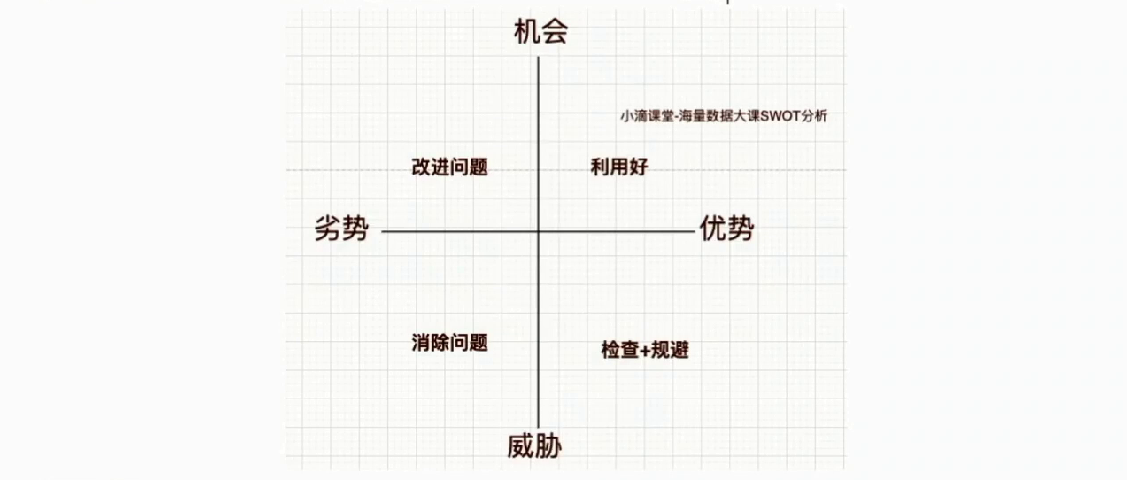 机会
小滴课堂-海量数据大课SWOT分析
改进问题
利用好
劣势
优势
消除问题
检查+规避
威胁